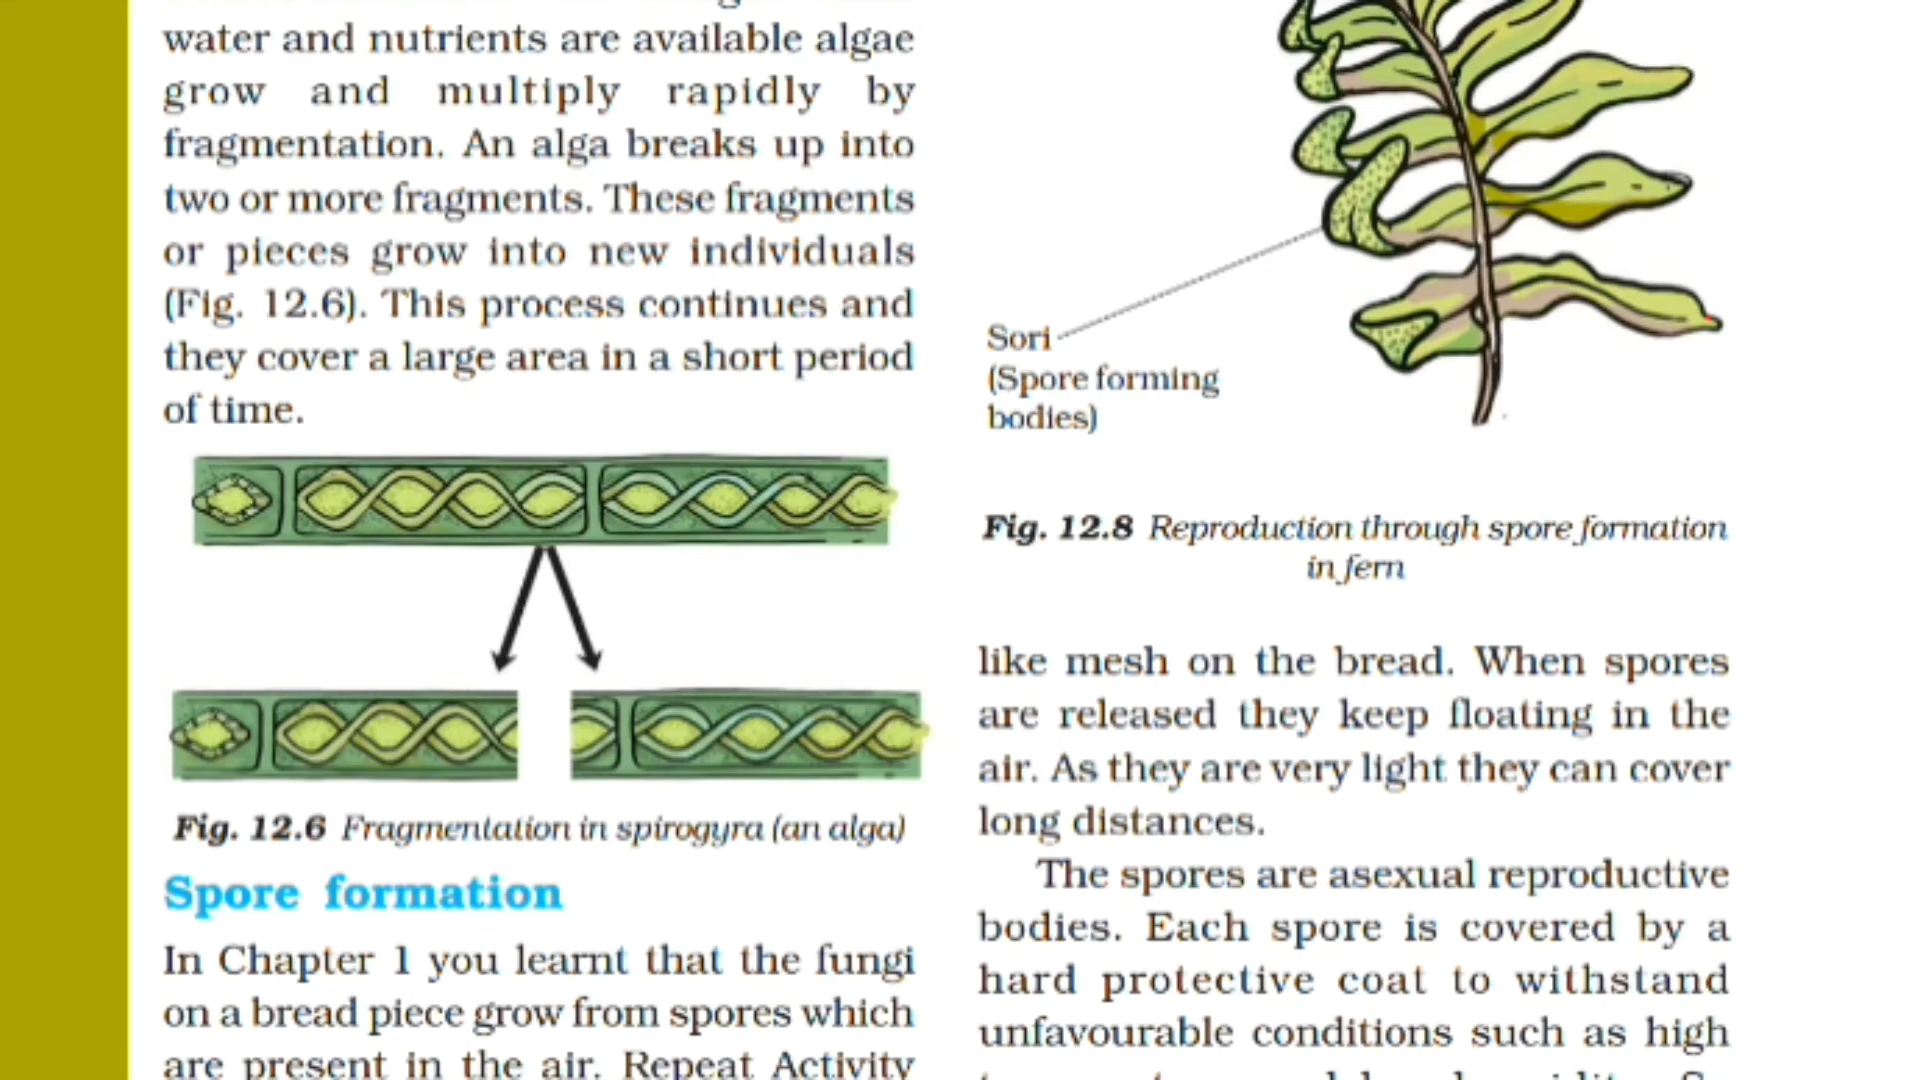 water and nutrients are available algae
grow and multiply rapidly by
fragmentation. An alga breaks up into
two or more fragments. These fragments
or pieces grow into new individuals
(Fig. 12.6). This process continues and
they cover a large area in a short period
of time.
Fig. 12.6 Fragmentation in spirogyra (an alga)
Spore formation
In Chapter 1 you learnt that the fungi
on a bread piece grow from spores which
are present in the air. Repeat Activity
Sori
(Spore forming
bodies)
Fig. 12.8 Reproduction through spore formation
in fern
like mesh on the bread. When spores
are released they keep floating in the
air. As they are very light they can cover
long distances.
The spores are asexual reproductive
bodies. Each spore is covered by a
hard protective coat to withstand
unfavourable conditions such as high